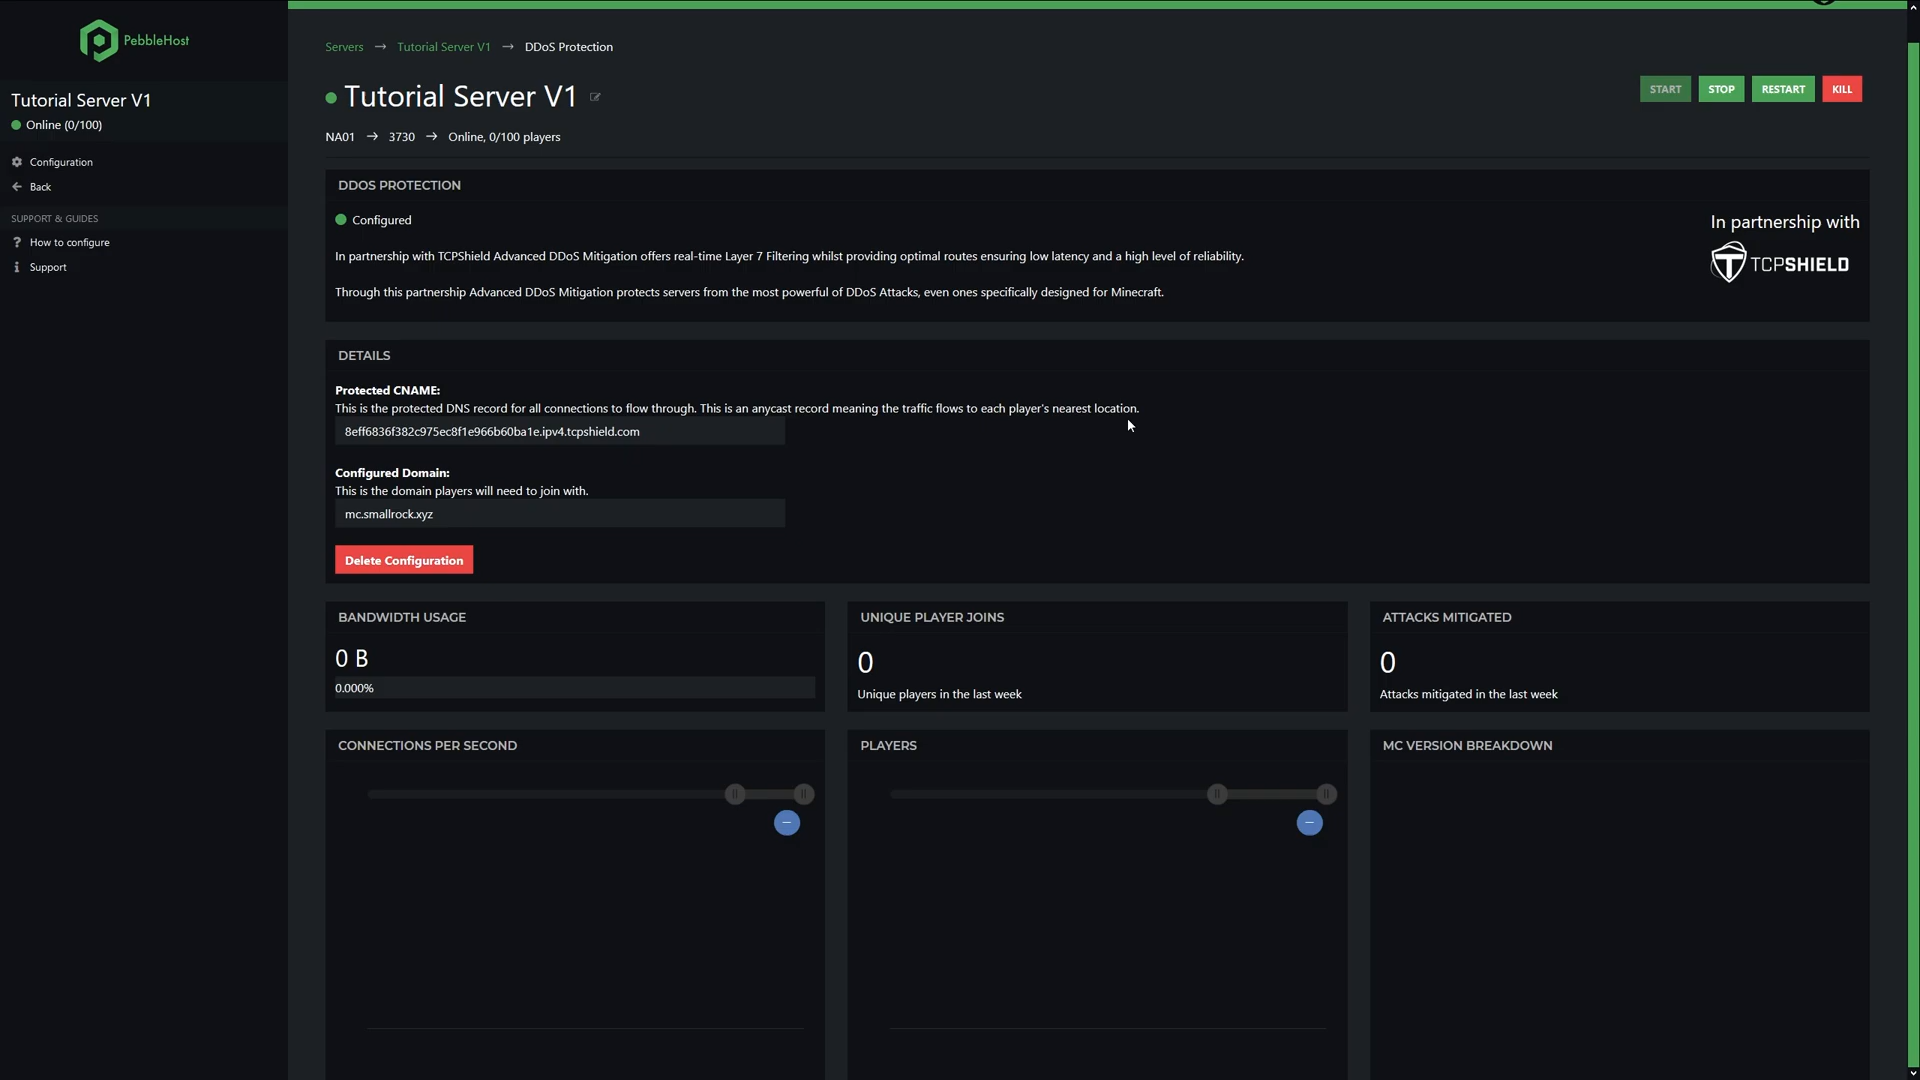 PebbleHost
Tutorial Server V1
Online (0/100)
Configuration
Back
SUPPORT & GUIDES
How to configure
Support
Servers → Tutorial Server V1 → DDoS Protection
Tutorial Server V1
START STOP RESTART KILL
NA01 → 3730 → Online, 0/100 players
DDOS PROTECTION
Configured
In partnership with TCPShield Advanced DDoS Mitigation offers real-time Layer 7 Filtering whilst providing optimal routes ensuring low latency and a high level of reliability.
Through this partnership Advanced DDoS Mitigation protects servers from the most powerful of DDoS Attacks, even ones specifically designed for Minecraft.
In partnership with
TCPSHIELD
DETAILS
Protected CNAME:
This is the protected DNS record for all connections to flow through. This is an anycast record meaning the traffic flows to each player's nearest location.
8eff6836f382c975ec8f1e966b60ba1e.ipv4.tcpshield.com
Configured Domain:
This is the domain players will need to join with.
mc.smallrock.xyz
Delete Configuration
BANDWIDTH USAGE
0 B
0.000%
UNIQUE PLAYER JOINS
0
Unique players in the last week
ATTACKS MITIGATED
0
Attacks mitigated in the last week
CONNECTIONS PER SECOND
PLAYERS
MC VERSION BREAKDOWN